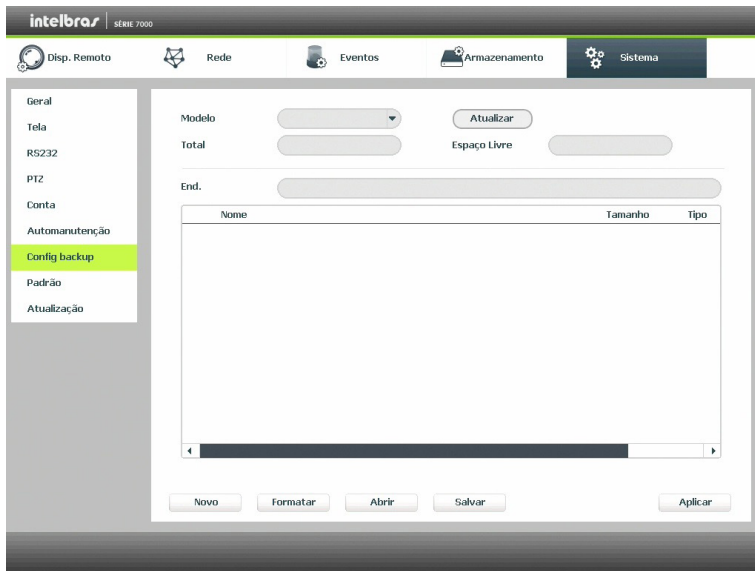 intelbras SÉRIE 7000
Disp. Remoto Rede Eventos Armazenamento Sistema
Geral
Tela
RS232
PTZ
Conta
Automanutenção
Config backup
Padrão
Atualização
Modelo Atualizar
Total Espaço Livre
End.
Nome Tamanho Tipo
Novo Formatar Abrir Salvar Aplicar